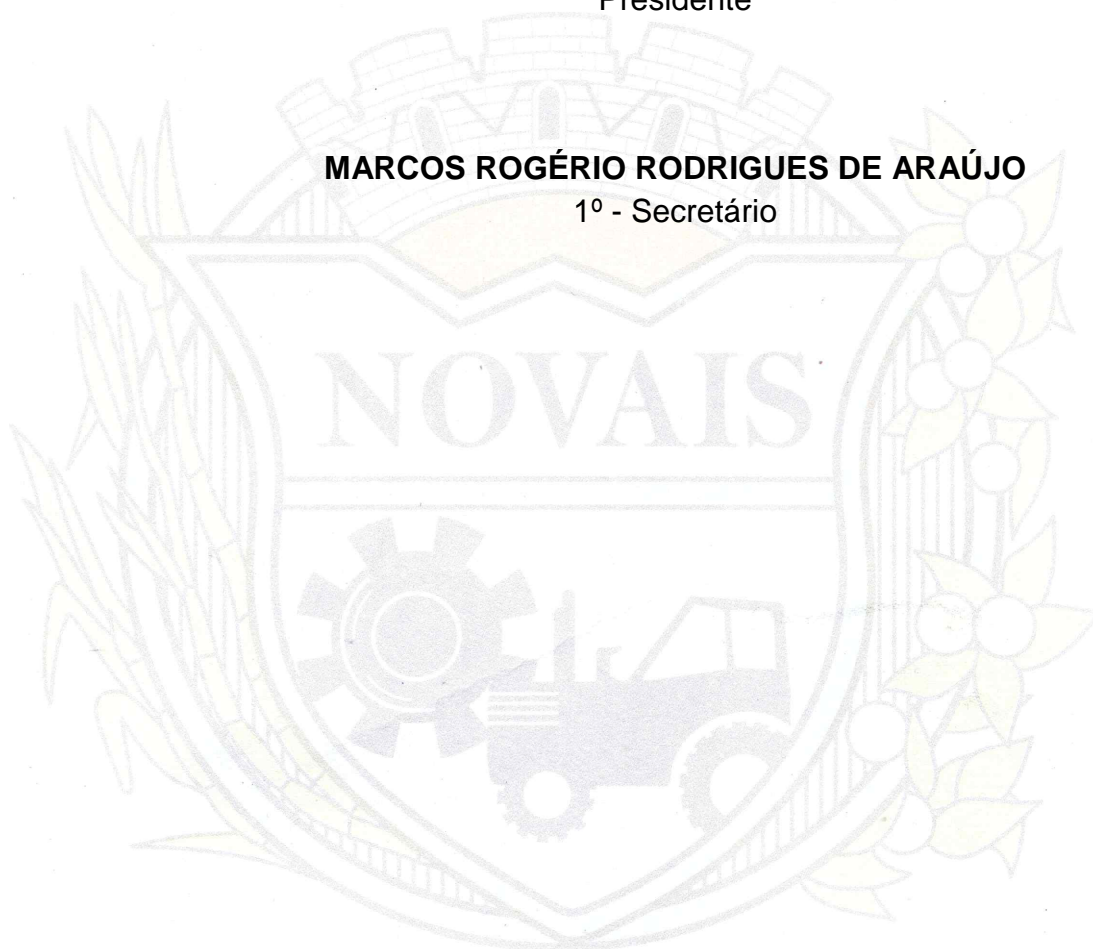 Presidente
MARCOS ROGÉRIO RODRIGUES DE ARAÚJO
1º - Secretário
NOVAIS